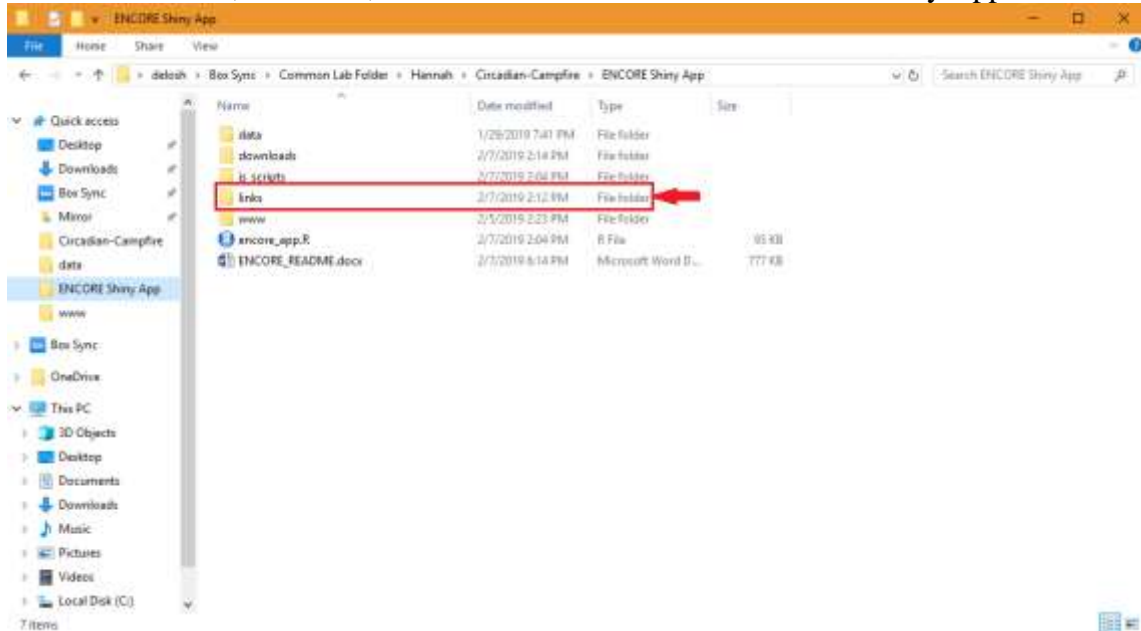 ENCORE Shiny App
File Home Share View
delosh › Box Sync › Common Lab Folder › Hannah › Circadian-Campfire › ENCORE Shiny App
Search ENCORE Shiny App
Name Date modified Type Size
Quick access
Desktop
Downloads
Box Sync
Mirror
Circadian-Campfire
data
ENCORE Shiny App
www
Box Sync
OneDrive
This PC
3D Objects
Desktop
Documents
Downloads
Music
Pictures
Videos
Local Disk (C:)
data 1/29/2019 7:41 PM File folder
downloads 2/7/2019 2:14 PM File folder
js_scripts 2/7/2019 2:04 PM File folder
links 2/7/2019 2:12 PM File folder
www 2/5/2019 2:23 PM File folder
encore_app.R 2/7/2019 2:04 PM R File 95 KB
ENCORE_README.docx 2/7/2019 6:14 PM Microsoft Word D... 777 KB
7 items